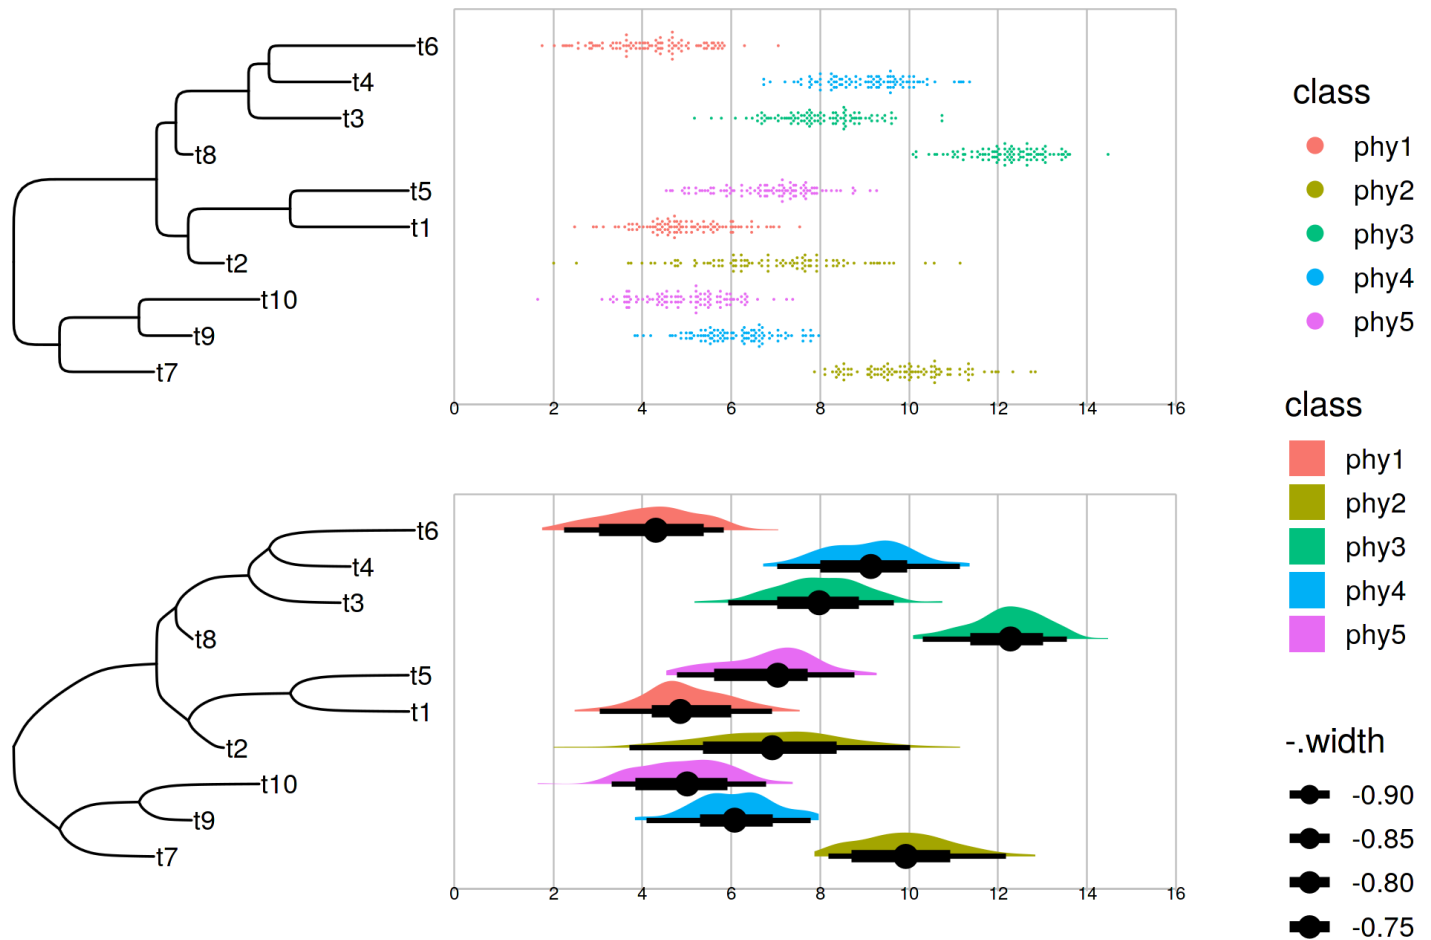 t6
t4
t3
t8
t5
t1
t2
t10
t9
t7
0 2 4 6 8 10 12 14 16
class
phy1
phy2
phy3
phy4
phy5
t6
t4
t3
t8
t5
t1
t2
t10
t9
t7
0 2 4 6 8 10 12 14 16
class
phy1
phy2
phy3
phy4
phy5
-.width
-0.90
-0.85
-0.80
-0.75